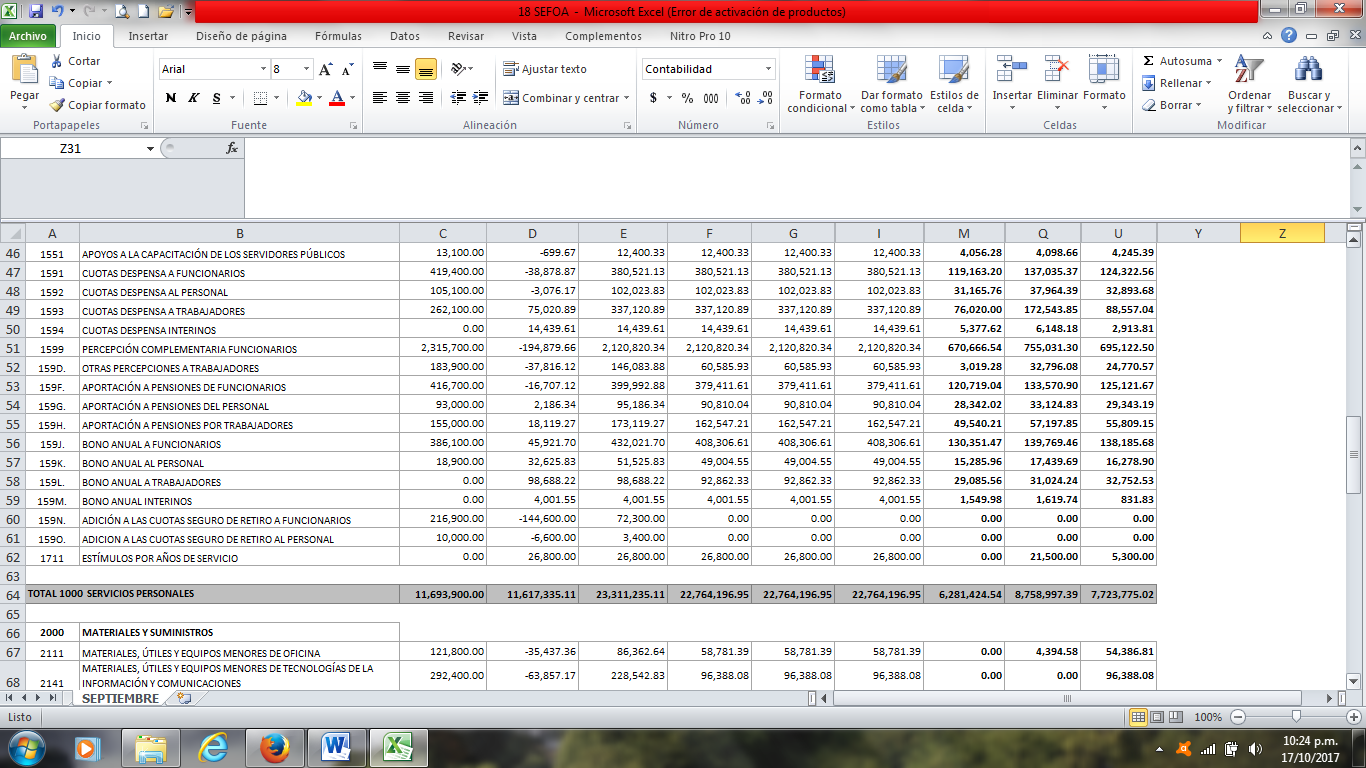 18 SEFOA - Microsoft Excel (Error de activación de productos)
Archivo Inicio Insertar Diseño de página Fórmulas Datos Revisar Vista Complementos Nitro Pro 10
Pegar Cortar Copiar Copiar formato Portapapeles
Arial 8 N K S Fuente
Ajustar texto Combinar y centrar Alineación
Contabilidad $ % 000 Número
Formato condicional Dar formato como tabla Estilos de celda Estilos
Insertar Eliminar Formato Celdas
Autosuma Rellenar Borrar Ordenar y filtrar Buscar y seleccionar Modificar
Z31 fx
A B C D E F G I M Q U Y Z
46 1551 APOYOS A LA CAPACITACIÓN DE LOS SERVIDORES PÚBLICOS 13,100.00 -699.67 12,400.33 12,400.33 12,400.33 12,400.33 4,056.28 4,098.66 4,245.39
47 1591 CUOTAS DESPENSA A FUNCIONARIOS 419,400.00 -38,878.87 380,521.13 380,521.13 380,521.13 380,521.13 119,163.20 137,035.37 124,322.56
48 1592 CUOTAS DESPENSA AL PERSONAL 105,100.00 -3,076.17 102,023.83 102,023.83 102,023.83 102,023.83 31,165.76 37,964.39 32,893.68
49 1593 CUOTAS DESPENSA A TRABAJADORES 262,100.00 75,020.89 337,120.89 337,120.89 337,120.89 337,120.89 76,020.00 172,543.85 88,557.04
50 1594 CUOTAS DESPENSA INTERINOS 0.00 14,439.61 14,439.61 14,439.61 14,439.61 14,439.61 5,377.62 6,148.18 2,913.81
51 1599 PERCEPCIÓN COMPLEMENTARIA FUNCIONARIOS 2,315,700.00 -194,879.66 2,120,820.34 2,120,820.34 2,120,820.34 2,120,820.34 670,666.54 755,031.30 695,122.50
52 159D. OTRAS PERCEPCIONES A TRABAJADORES 183,900.00 -37,816.12 146,083.88 60,585.93 60,585.93 60,585.93 3,019.28 32,796.08 24,770.57
53 159F. APORTACIÓN A PENSIONES DE FUNCIONARIOS 416,700.00 -16,707.12 399,992.88 379,411.61 379,411.61 379,411.61 120,719.04 133,570.90 125,121.67
54 159G. APORTACIÓN A PENSIONES DEL PERSONAL 93,000.00 2,186.34 95,186.34 90,810.04 90,810.04 90,810.04 28,342.02 33,124.83 29,343.19
55 159H. APORTACIÓN A PENSIONES POR TRABAJADORES 155,000.00 18,119.27 173,119.27 162,547.21 162,547.21 162,547.21 49,540.21 57,197.85 55,809.15
56 159J. BONO ANUAL A FUNCIONARIOS 386,100.00 45,921.70 432,021.70 408,306.61 408,306.61 408,306.61 130,351.47 139,769.46 138,185.68
57 159K. BONO ANUAL AL PERSONAL 18,900.00 32,625.83 51,525.83 49,004.55 49,004.55 49,004.55 15,285.96 17,439.69 16,278.90
58 159L. BONO ANUAL A TRABAJADORES 0.00 98,688.22 98,688.22 92,862.33 92,862.33 92,862.33 29,085.56 31,024.24 32,752.53
59 159M. BONO ANUAL INTERINOS 0.00 4,001.55 4,001.55 4,001.55 4,001.55 4,001.55 1,549.98 1,619.74 831.83
60 159N. ADICIÓN A LAS CUOTAS SEGURO DE RETIRO A FUNCIONARIOS 216,900.00 -144,600.00 72,300.00 0.00 0.00 0.00 0.00 0.00 0.00
61 159O. ADICION A LAS CUOTAS SEGURO DE RETIRO AL PERSONAL 10,000.00 -6,600.00 3,400.00 0.00 0.00 0.00 0.00 0.00 0.00
62 1711 ESTÍMULOS POR AÑOS DE SERVICIO 0.00 26,800.00 26,800.00 26,800.00 26,800.00 26,800.00 0.00 21,500.00 5,300.00
63
64 TOTAL 1000 SERVICIOS PERSONALES 11,693,900.00 11,617,335.11 23,311,235.11 22,764,196.95 22,764,196.95 22,764,196.95 6,281,424.54 8,758,997.39 7,723,775.02
65
66 2000 MATERIALES Y SUMINISTROS
67 2111 MATERIALES, ÚTILES Y EQUIPOS MENORES DE OFICINA 121,800.00 -35,437.36 86,362.64 58,781.39 58,781.39 58,781.39 0.00 4,394.58 54,386.81
68 2141 MATERIALES, ÚTILES Y EQUIPOS MENORES DE TECNOLOGÍAS DE LA
INFORMACIÓN Y COMUNICACIONES 292,400.00 -63,857.17 228,542.83 96,388.08 96,388.08 96,388.08 0.00 0.00 96,388.08
SEPTIEMBRE
Listo 100%
10:24 p.m.
17/10/2017